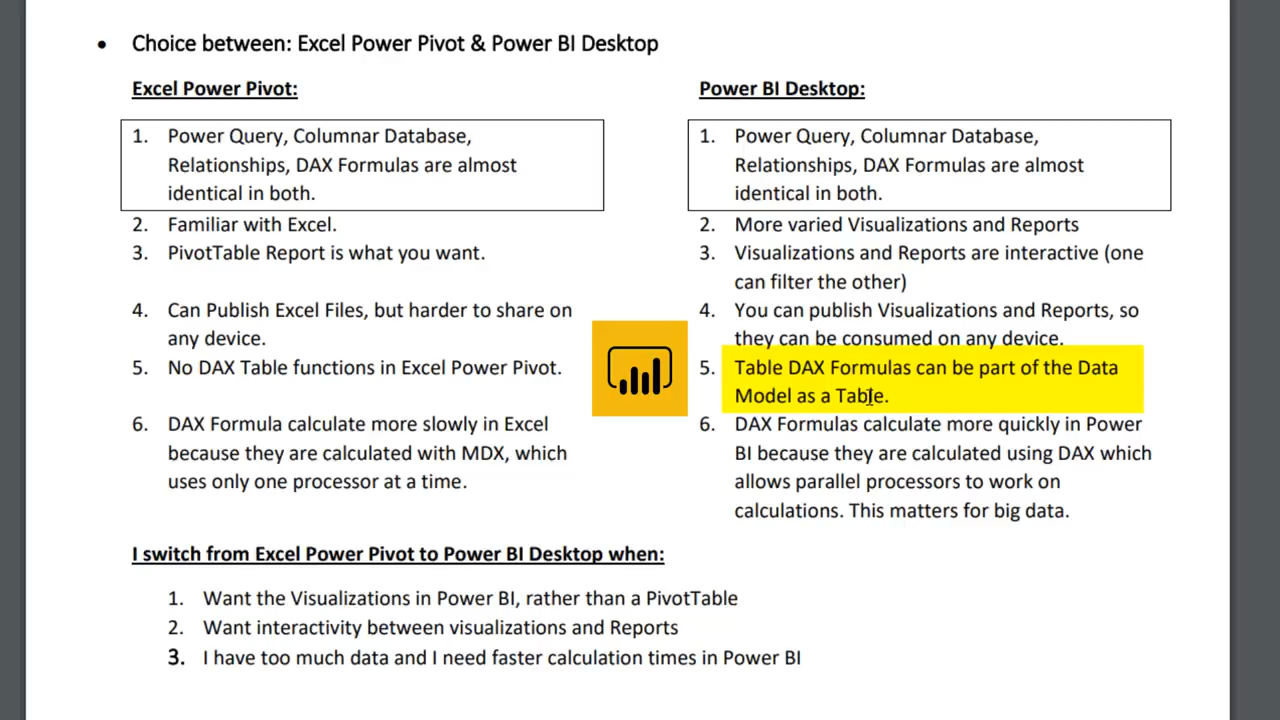 • Choice between: Excel Power Pivot & Power BI Desktop
Excel Power Pivot:
1. Power Query, Columnar Database,
Relationships, DAX Formulas are almost
identical in both.
2. Familiar with Excel.
3. PivotTable Report is what you want.
4. Can Publish Excel Files, but harder to share on
any device.
5. No DAX Table functions in Excel Power Pivot.
6. DAX Formula calculate more slowly in Excel
because they are calculated with MDX, which
uses only one processor at a time.
Power BI Desktop:
1. Power Query, Columnar Database,
Relationships, DAX Formulas are almost
identical in both.
2. More varied Visualizations and Reports
3. Visualizations and Reports are interactive (one
can filter the other)
4. You can publish Visualizations and Reports, so
they can be consumed on any device.
5. Table DAX Formulas can be part of the Data
Model as a Table.
6. DAX Formulas calculate more quickly in Power
BI because they are calculated using DAX which
allows parallel processors to work on
calculations. This matters for big data.
I switch from Excel Power Pivot to Power BI Desktop when:
1. Want the Visualizations in Power BI, rather than a PivotTable
2. Want interactivity between visualizations and Reports
3. I have too much data and I need faster calculation times in Power BI